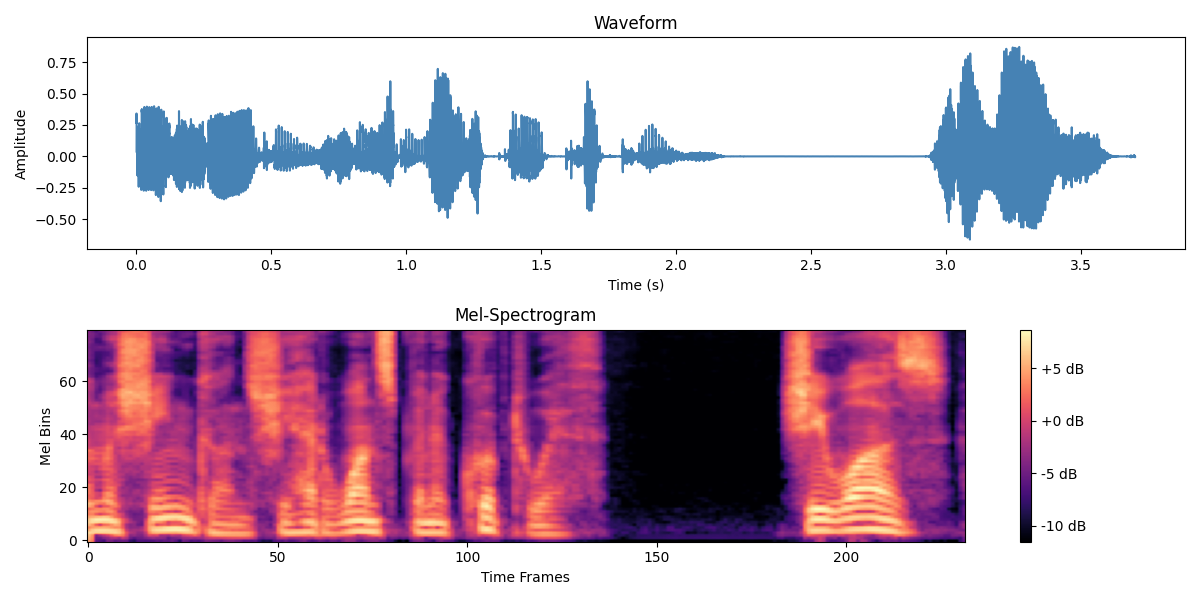 Waveform
0.75
0.50
0.25
0.00
−0.25
−0.50
Amplitude
0.0 0.5 1.0 1.5 2.0 2.5 3.0 3.5
Time (s)
Mel-Spectrogram
60
40
20
0
Mel Bins
0 50 100 150 200
Time Frames
+5 dB
+0 dB
-5 dB
-10 dB